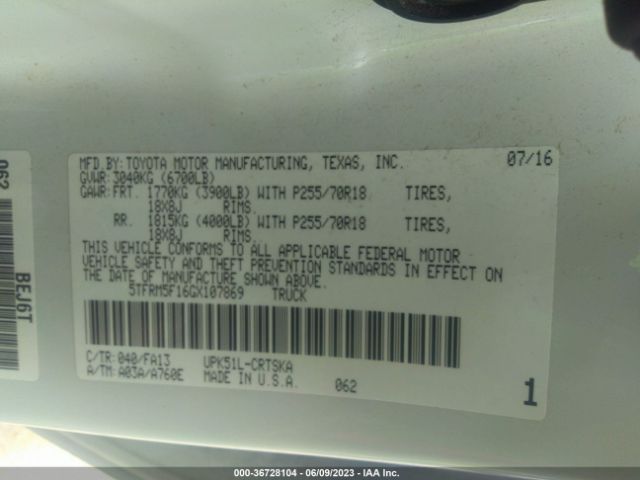 MFD.BY:TOYOTA MOTOR MANUFACTURING, TEXAS, INC. 07/16
GVWR:3040KG (6700LB)
GAWR:FRT. 1770KG (3900LB) WITH P255/70R18 TIRES,
18X8J RIMS.
RR. 1815KG (4000LB) WITH P255/70R18 TIRES,
18X8J RIMS.
THIS VEHICLE CONFORMS TO ALL APPLICABLE FEDERAL MOTOR
VEHICLE SAFETY AND THEFT PREVENTION STANDARDS IN EFFECT ON
THE DATE OF MANUFACTURE SHOWN ABOVE.
5TFRM5F16GX107869 TRUCK
C/TR:040/FA13 UPK51L-CRTSKA
A/TM:A03A/A760E MADE IN U.S.A. 062
1
062
BEJ6T
000-36728104 - 06/09/2023 - IAA Inc.